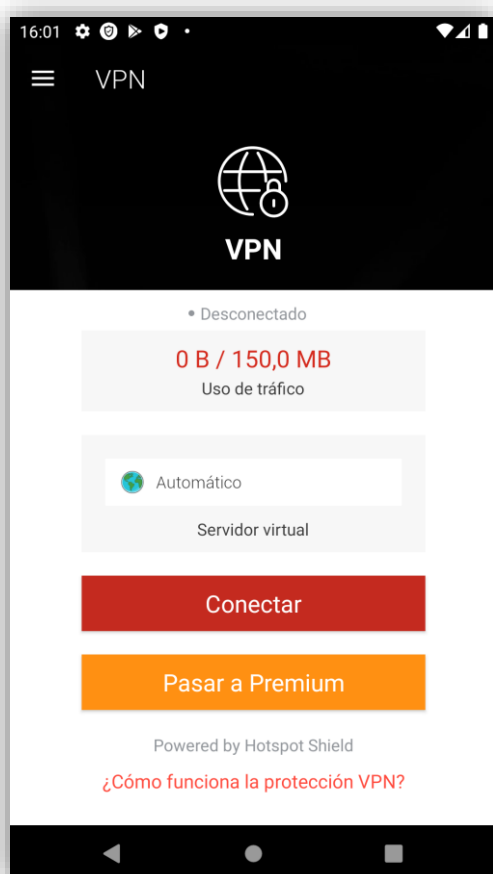 16:01
VPN
VPN
• Desconectado
0 B / 150,0 MB
Uso de tráfico
Automático
Servidor virtual
Conectar
Pasar a Premium
Powered by Hotspot Shield
¿Cómo funciona la protección VPN?